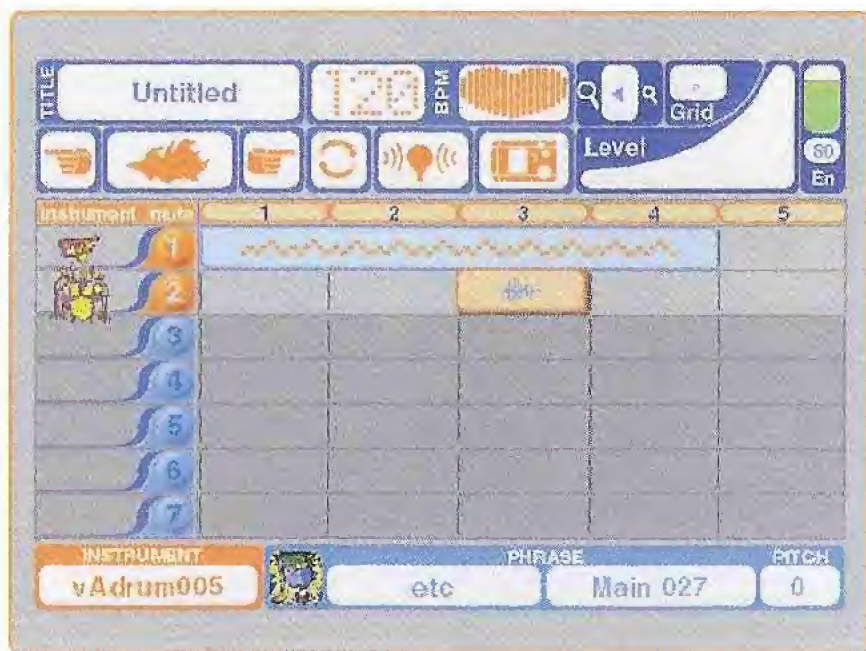 TITLE Untitled 120 BPM Grid
Level 80
En
Instrument mute 1 2 3 4 5
1
2
3
4
5
6
7
INSTRUMENT PHRASE PITCH
vAdrum005 etc Main 027 0